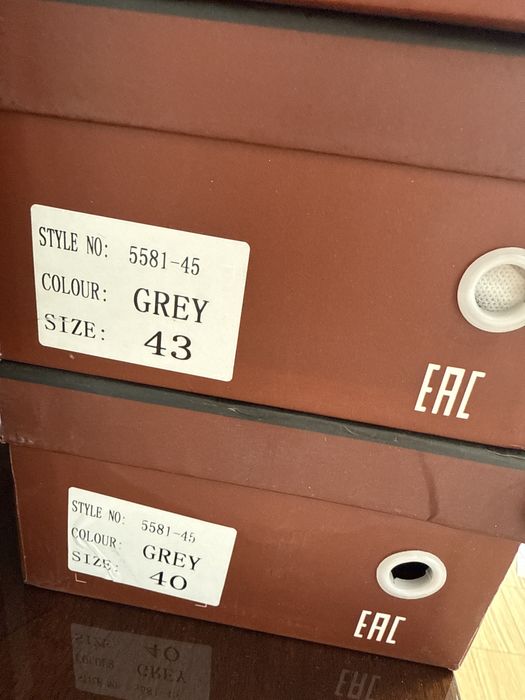 STYLE NO: 5581-45
COLOUR: GREY
SIZE: 43
EAC
STYLE NO: 5581-45
COLOUR: GREY
SIZE: 40
EAC